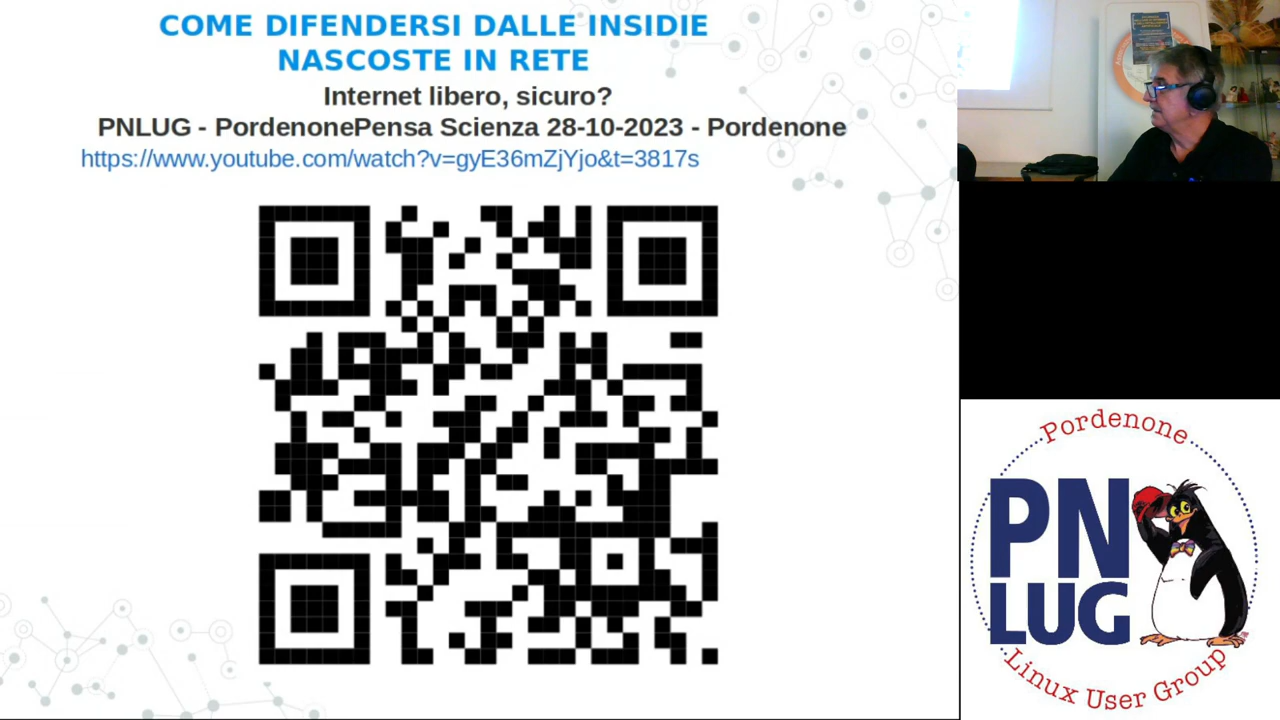 COME DIFENDERSI DALLE INSIDIE
NASCOSTE IN RETE
Internet libero, sicuro?
PNLUG - PordenonePensa Scienza 28-10-2023 - Pordenone
https://www.youtube.com/watch?v=gyE36mZjYjo&t=3817s
Pordenone
PN
LUG
Linux User Group